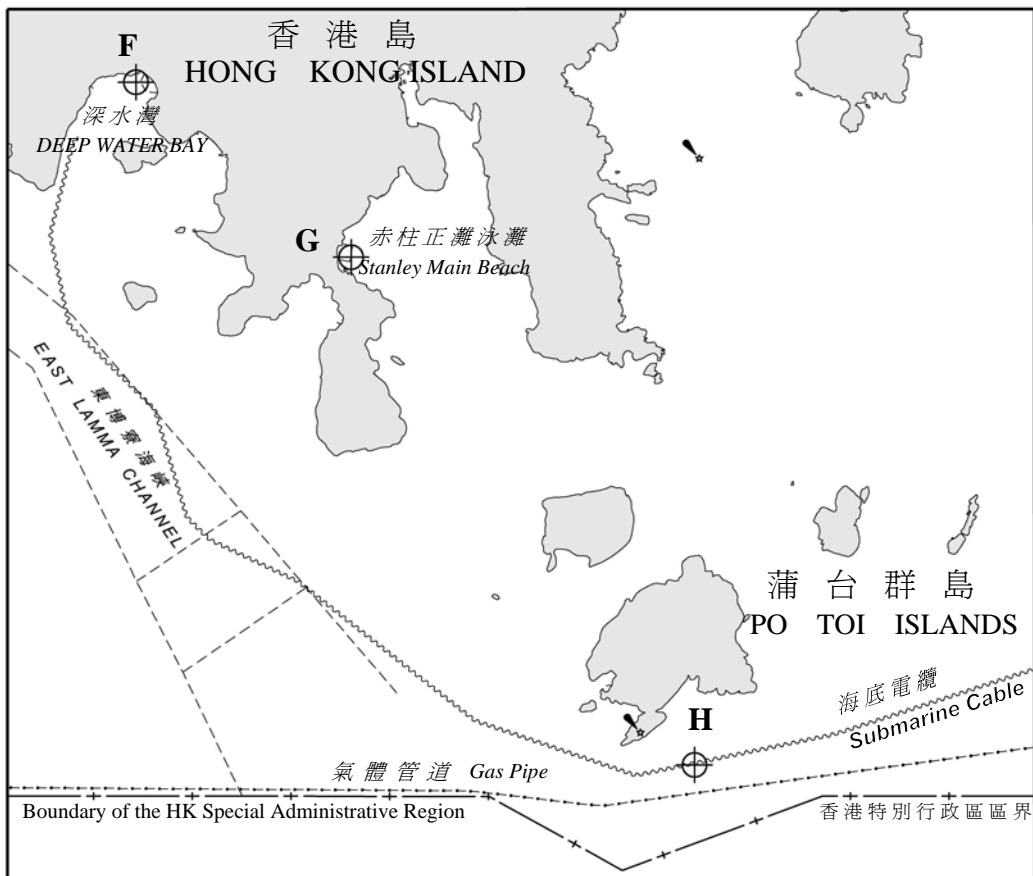 F
香港島
HONG KONG ISLAND
深水灣
DEEP WATER BAY
G
赤柱正灘泳灘
Stanley Main Beach
東博寮海峽
EAST LAMMA CHANNEL
蒲台群島
PO TOI ISLANDS
海底電纜
Submarine Cable
H
氣體管道 Gas Pipe
Boundary of the HK Special Administrative Region
香港特別行政區區界